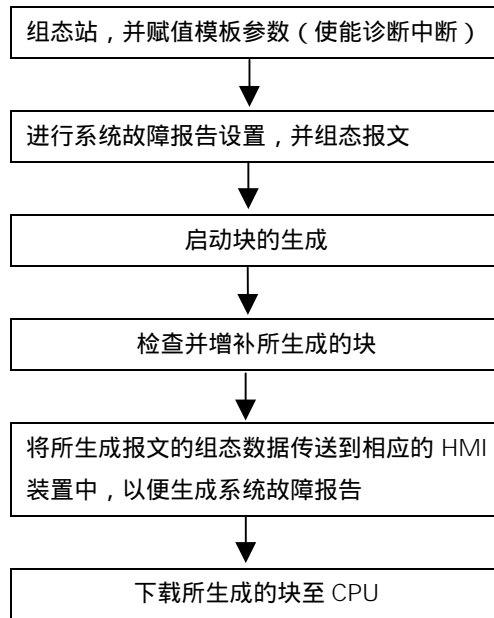 组态站，并赋值模板参数（使能诊断中断）
进行系统故障报告设置，并组态报文
启动块的生成
检查并增补所生成的块
将所生成报文的组态数据传送到相应的 HMI
装置中，以便生成系统故障报告
下载所生成的块至 CPU